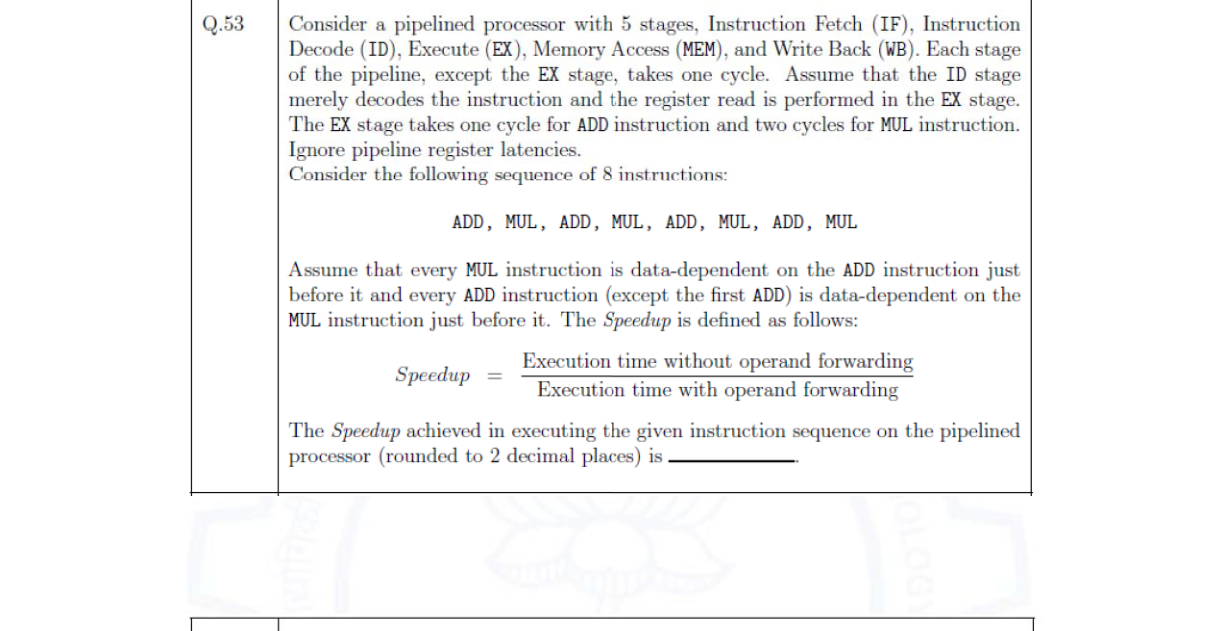 Q.53
Consider a pipelined processor with 5 stages, Instruction Fetch (IF), Instruction
Decode (ID), Execute (EX), Memory Access (MEM), and Write Back (WB). Each stage
of the pipeline, except the EX stage, takes one cycle. Assume that the ID stage
merely decodes the instruction and the register read is performed in the EX stage.
The EX stage takes one cycle for ADD instruction and two cycles for MUL instruction.
Ignore pipeline register latencies.
Consider the following sequence of 8 instructions:
ADD, MUL, ADD, MUL, ADD, MUL, ADD, MUL
Assume that every MUL instruction is data-dependent on the ADD instruction just
before it and every ADD instruction (except the first ADD) is data-dependent on the
MUL instruction just before it. The Speedup is defined as follows:
Speedup = Execution time without operand forwarding
Execution time with operand forwarding
The Speedup achieved in executing the given instruction sequence on the pipelined
processor (rounded to 2 decimal places) is ________.